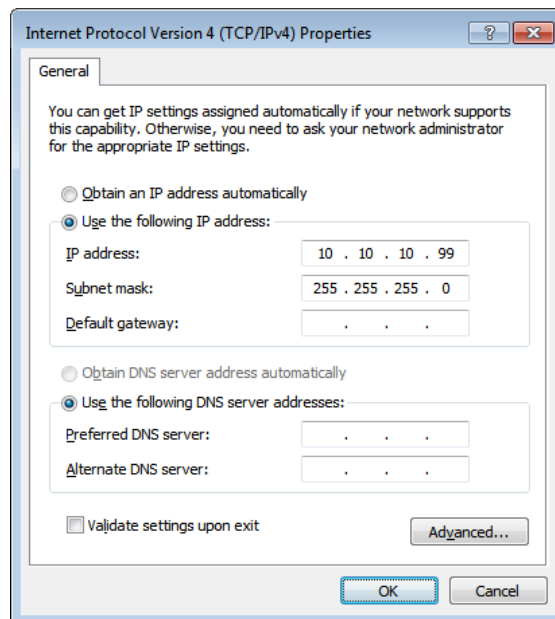 Internet Protocol Version 4 (TCP/IPv4) Properties
?
General
You can get IP settings assigned automatically if your network supports
this capability. Otherwise, you need to ask your network administrator
for the appropriate IP settings.
Obtain an IP address automatically
Use the following IP address:
IP address: 10 . 10 . 10 . 99
Subnet mask: 255 . 255 . 255 . 0
Default gateway: . . .
Obtain DNS server address automatically
Use the following DNS server addresses:
Preferred DNS server: . . .
Alternate DNS server: . . .
Validate settings upon exit
Advanced...
OK Cancel